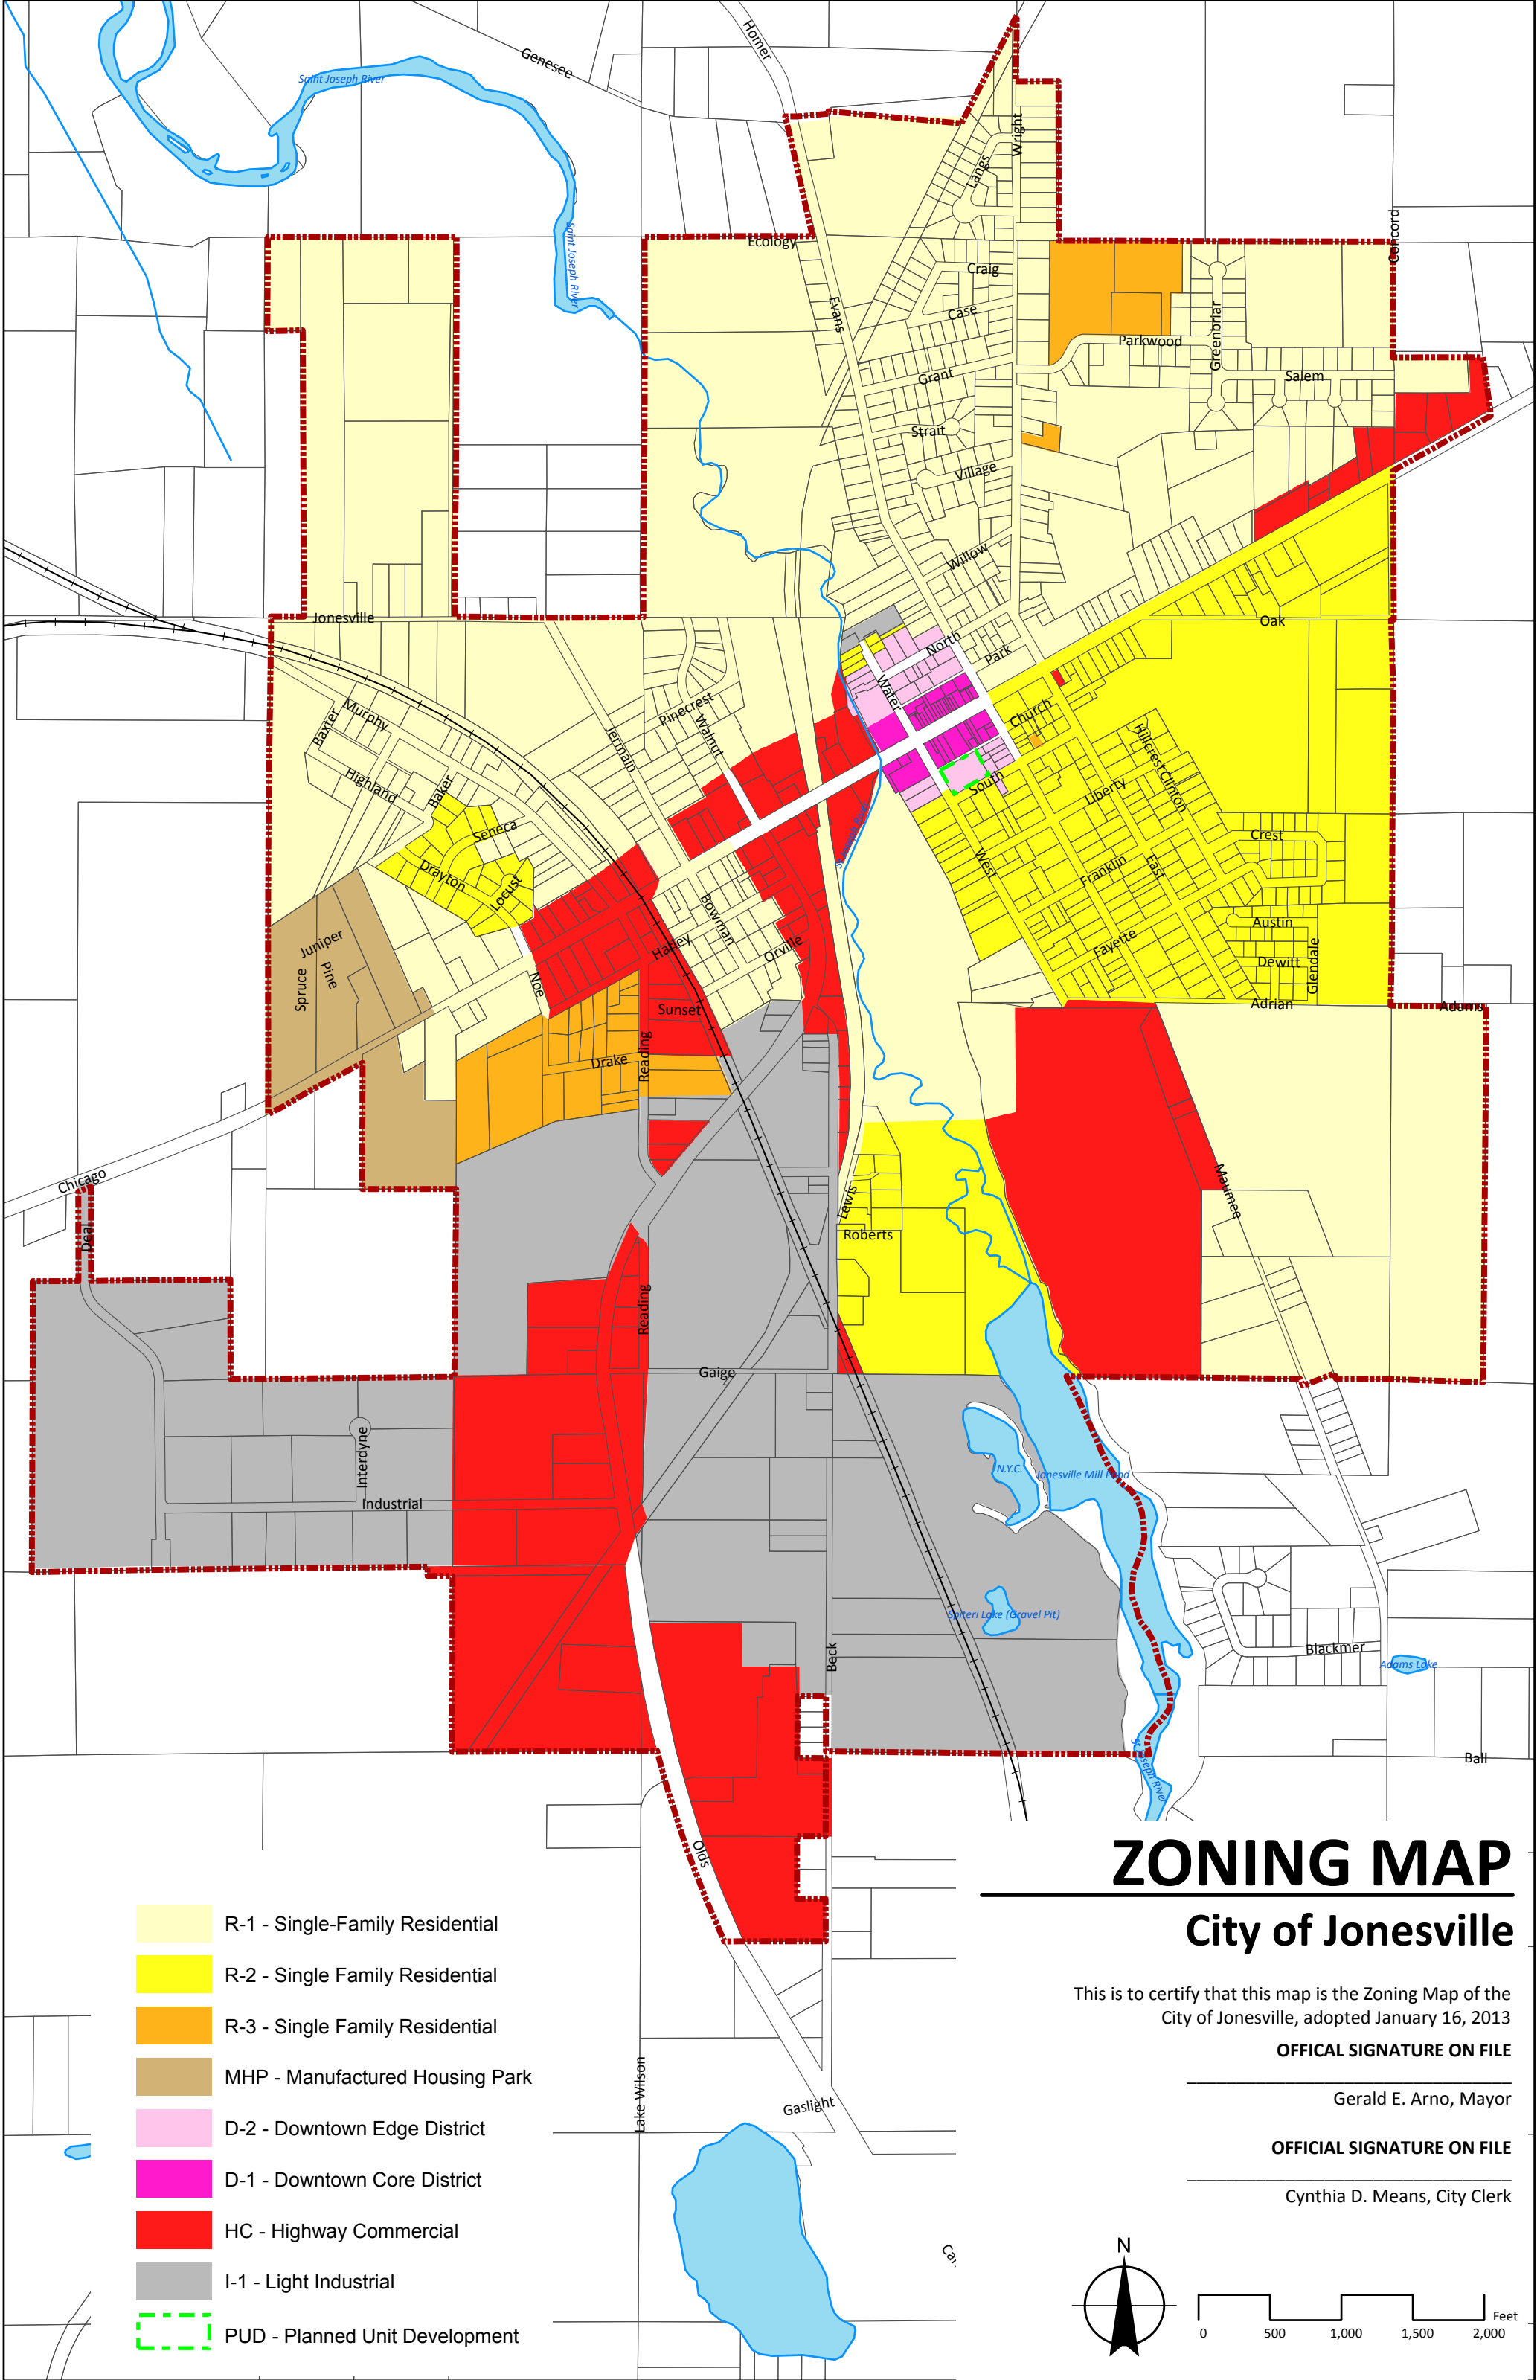 Genesee
Homer
Saint Joseph River
Saint Joseph River
Wright
Langs
Concord
Ecology
Craig
Evans
Case
Greenbriar
Parkwood
Grant
Salem
Strait
Village
Willow
Jonesville
Oak
North
Park
Water
Pinecrest
Walnut
Murphy
Baxter
Jermain
Church
Hillcrest
Clinton
Highland
Baker
South
Liberty
Seneca
Crest
West
Franklin
East
Drayton
Locust
Bowman
Austin
Juniper
Harley
Orville
Fayette
Dewitt
Glendale
Spruce
Pine
Noe
Sunset
Adrian
Adams
Drake
Reading
Chicago
Maumee
Lewis
Deal
Roberts
Reading
Gaige
Interdyne
N.Y.C.
Jonesville Mill Pond
Industrial
Spiteri Lake (Gravel Pit)
Beck
Blackmer
Adams Lake
St Joseph River
Ball
Olds
ZONING MAP
City of Jonesville
This is to certify that this map is the Zoning Map of the
City of Jonesville, adopted January 16, 2013
OFFICAL SIGNATURE ON FILE
Gerald E. Arno, Mayor
OFFICIAL SIGNATURE ON FILE
Cynthia D. Means, City Clerk
R-1 - Single-Family Residential
R-2 - Single Family Residential
R-3 - Single Family Residential
MHP - Manufactured Housing Park
D-2 - Downtown Edge District
D-1 - Downtown Core District
HC - Highway Commercial
I-1 - Light Industrial
PUD - Planned Unit Development
Lake Wilson
Gaslight
N
Feet
0 500 1,000 1,500 2,000